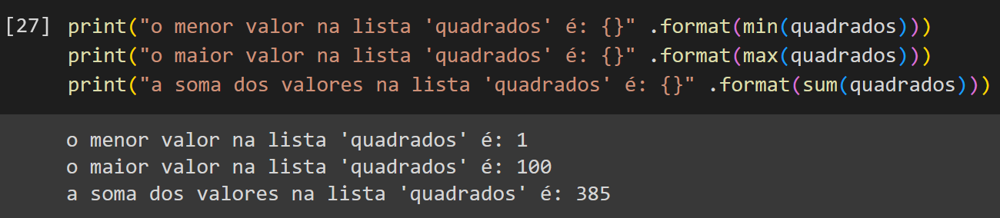 [27] print("o menor valor na lista 'quadrados' é: {}" .format(min(quadrados)))
print("o maior valor na lista 'quadrados' é: {}" .format(max(quadrados)))
print("a soma dos valores na lista 'quadrados' é: {}" .format(sum(quadrados)))
o menor valor na lista 'quadrados' é: 1
o maior valor na lista 'quadrados' é: 100
a soma dos valores na lista 'quadrados' é: 385